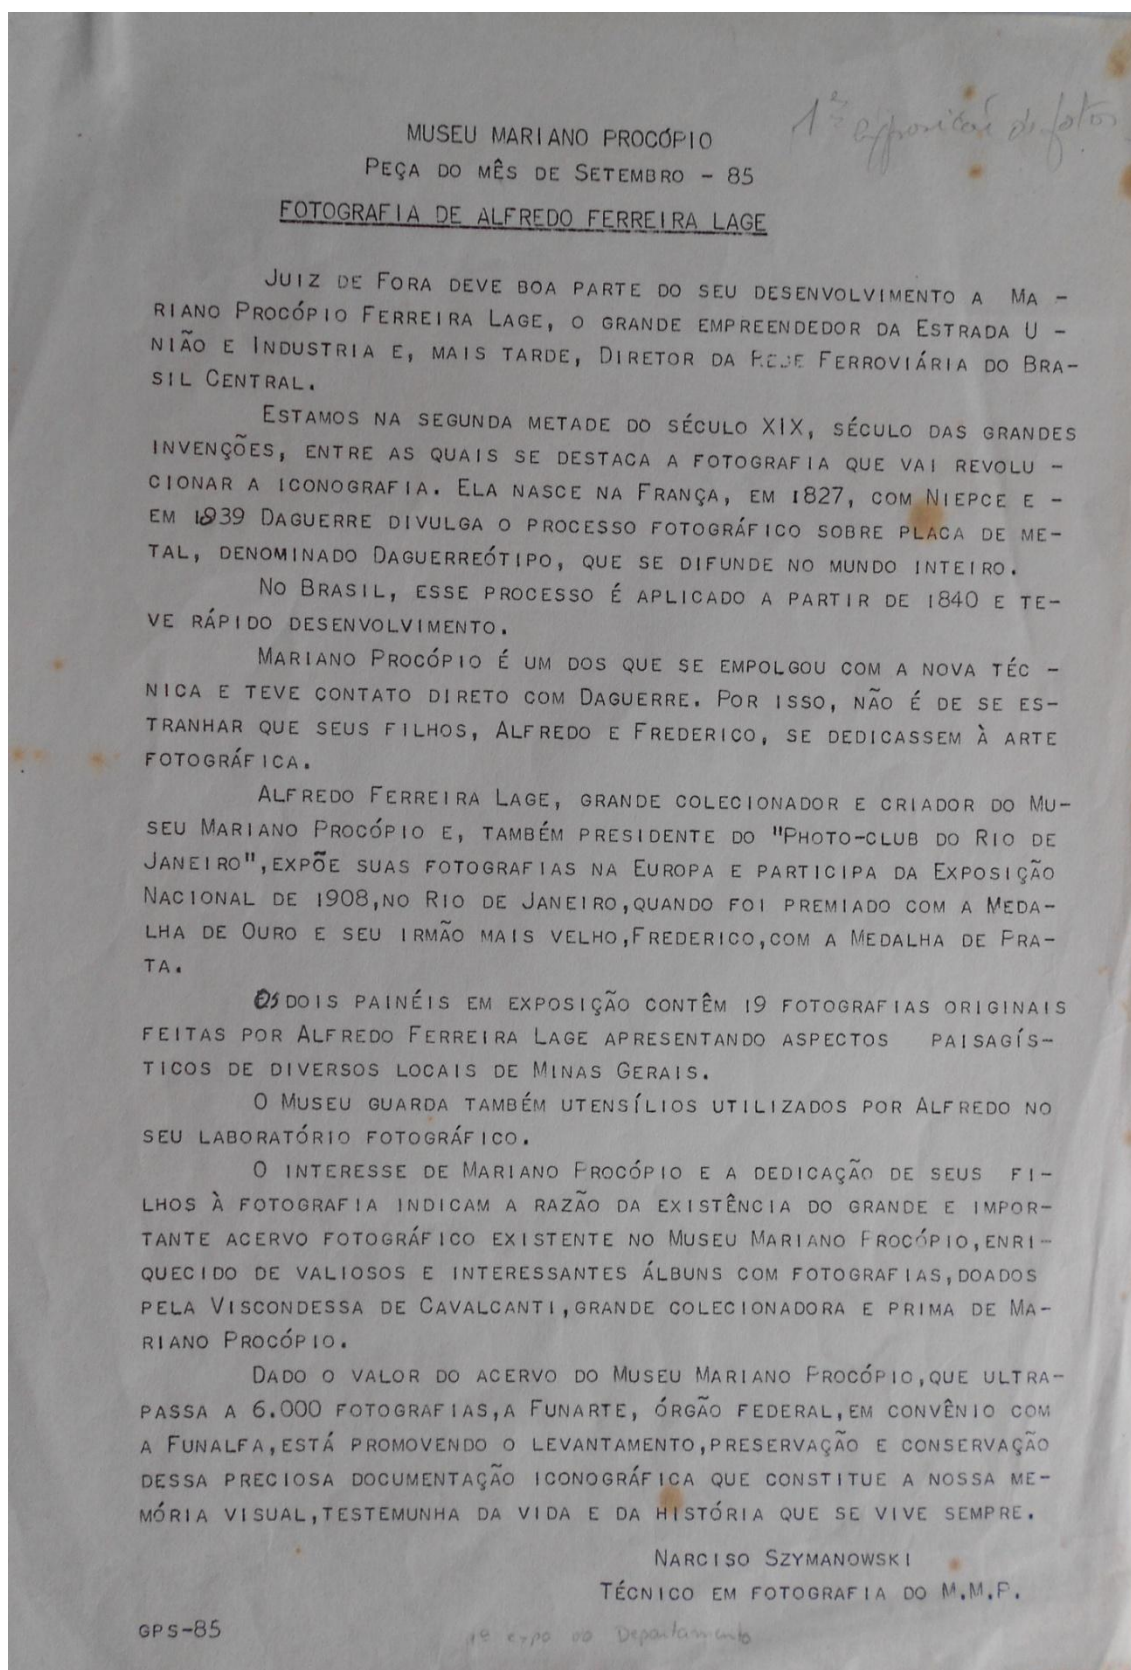 1ª exposição de fotos
MUSEU MARIANO PROCÓPIO
PEÇA DO MÊS DE SETEMBRO - 85
FOTOGRAFIA DE ALFREDO FERREIRA LAGE
JUIZ DE FORA DEVE BOA PARTE DO SEU DESENVOLVIMENTO A MA -
RIANO PROCÓPIO FERREIRA LAGE, O GRANDE EMPREENDEDOR DA ESTRADA U -
NIÃO E INDUSTRIA E, MAIS TARDE, DIRETOR DA REDE FERROVIÁRIA DO BRA-
SIL CENTRAL.
ESTAMOS NA SEGUNDA METADE DO SÉCULO XIX, SÉCULO DAS GRANDES
INVENÇÕES, ENTRE AS QUAIS SE DESTACA A FOTOGRAFIA QUE VAI REVOLU -
CIONAR A ICONOGRAFIA. ELA NASCE NA FRANÇA, EM 1827, COM NIEPCE E -
EM 1839 DAGUERRE DIVULGA O PROCESSO FOTOGRÁFICO SOBRE PLACA DE ME-
TAL, DENOMINADO DAGUERREÓTIPO, QUE SE DIFUNDE NO MUNDO INTEIRO.
NO BRASIL, ESSE PROCESSO É APLICADO A PARTIR DE 1840 E TE-
VE RÁPIDO DESENVOLVIMENTO.
MARIANO PROCÓPIO É UM DOS QUE SE EMPOLGOU COM A NOVA TÉC -
NICA E TEVE CONTATO DIRETO COM DAGUERRE. POR ISSO, NÃO É DE SE ES-
TRANHAR QUE SEUS FILHOS, ALFREDO E FREDERICO, SE DEDICASSEM À ARTE
FOTOGRÁFICA.
ALFREDO FERREIRA LAGE, GRANDE COLECIONADOR E CRIADOR DO MU-
SEU MARIANO PROCÓPIO E, TAMBÉM PRESIDENTE DO "PHOTO-CLUB DO RIO DE
JANEIRO",EXPÕE SUAS FOTOGRAFIAS NA EUROPA E PARTICIPA DA EXPOSIÇÃO
NACIONAL DE 1908,NO RIO DE JANEIRO,QUANDO FOI PREMIADO COM A MEDA-
LHA DE OURO E SEU IRMÃO MAIS VELHO,FREDERICO,COM A MEDALHA DE PRA-
TA.
OS DOIS PAINÉIS EM EXPOSIÇÃO CONTÊM 19 FOTOGRAFIAS ORIGINAIS
FEITAS POR ALFREDO FERREIRA LAGE APRESENTANDO ASPECTOS PAISAGÍS-
TICOS DE DIVERSOS LOCAIS DE MINAS GERAIS.
O MUSEU GUARDA TAMBÉM UTENSÍLIOS UTILIZADOS POR ALFREDO NO
SEU LABORATÓRIO FOTOGRÁFICO.
O INTERESSE DE MARIANO PROCÓPIO E A DEDICAÇÃO DE SEUS FI-
LHOS À FOTOGRAFIA INDICAM A RAZÃO DA EXISTÊNCIA DO GRANDE E IMPOR-
TANTE ACERVO FOTOGRÁFICO EXISTENTE NO MUSEU MARIANO PROCÓPIO,ENRI-
QUECIDO DE VALIOSOS E INTERESSANTES ÁLBUNS COM FOTOGRAFIAS,DOADOS
PELA VISCONDESSA DE CAVALCANTI,GRANDE COLECIONADORA E PRIMA DE MA-
RIANO PROCÓPIO.
DADO O VALOR DO ACERVO DO MUSEU MARIANO PROCÓPIO,QUE ULTRA-
PASSA A 6.000 FOTOGRAFIAS,A FUNARTE, ÓRGÃO FEDERAL,EM CONVÊNIO COM
A FUNALFA,ESTÁ PROMOVENDO O LEVANTAMENTO,PRESERVAÇÃO E CONSERVAÇÃO
DESSA PRECIOSA DOCUMENTAÇÃO ICONOGRÁFICA QUE CONSTITUE A NOSSA ME-
MÓRIA VISUAL,TESTEMUNHA DA VIDA E DA HISTÓRIA QUE SE VIVE SEMPRE.
NARCISO SZYMANOWSKI
TÉCNICO EM FOTOGRAFIA DO M.M.P.
GPS-85
1ª expo do Departamento